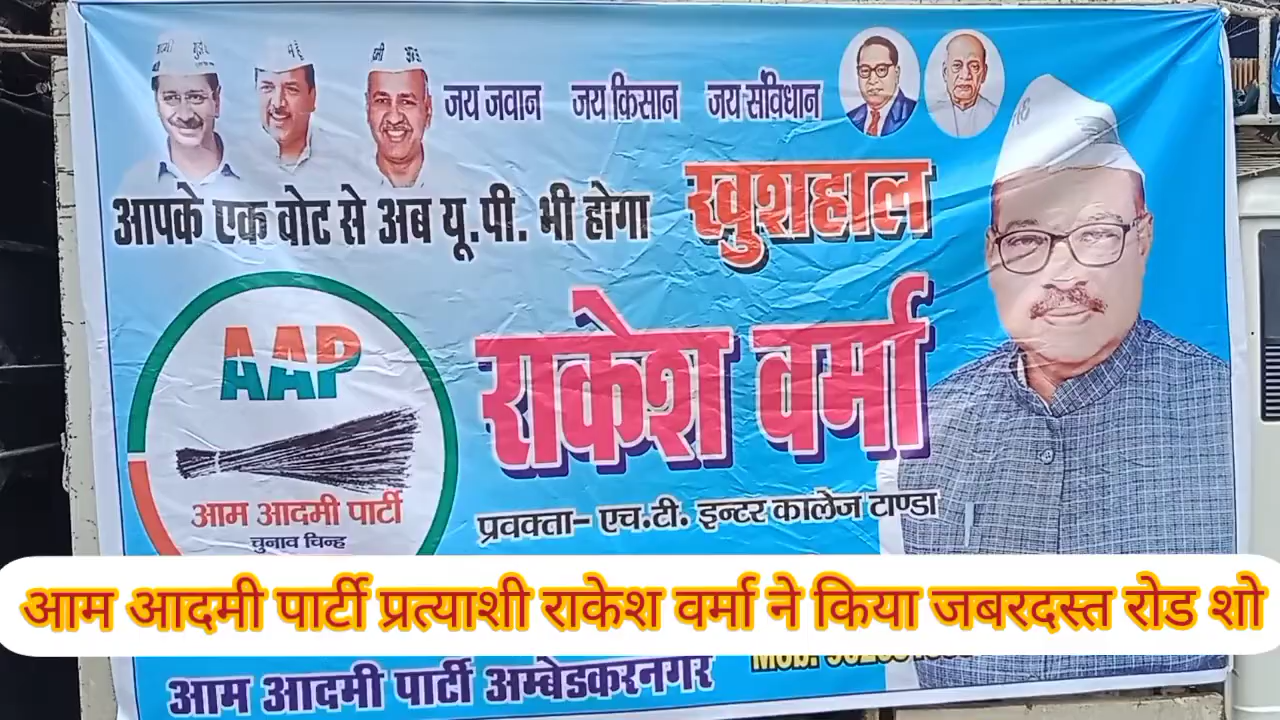 जय जवान जय किसान जय संविधान
आपके एक वोट से अब यू.पी. भी होगा खुशहाल
AAP
आम आदमी पार्टी
चुनाव चिन्ह
राकेश वर्मा
प्रवक्ता- एच.टी. इन्टर कालेज टाण्डा
आम आदमी पार्टी प्रत्याशी राकेश वर्मा ने किया जबरदस्त रोड शो
Mob:
आम आदमी पार्टी अम्बेडकरनगर